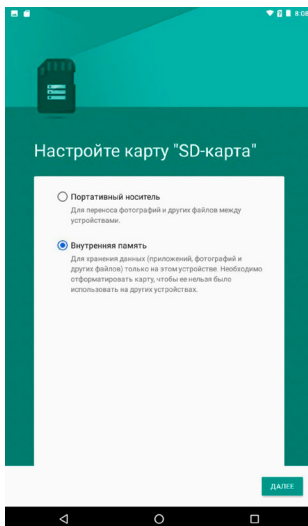 8:08
Настройте карту "SD-карта"
Портативный носитель
Для переноса фотографий и других файлов между
устройствами.
Внутренняя память
Для хранения данных (приложений, фотографий и
других файлов) только на этом устройстве. Необходимо
отформатировать карту, чтобы ее нельзя было
использовать на других устройствах.
ДАЛЕЕ